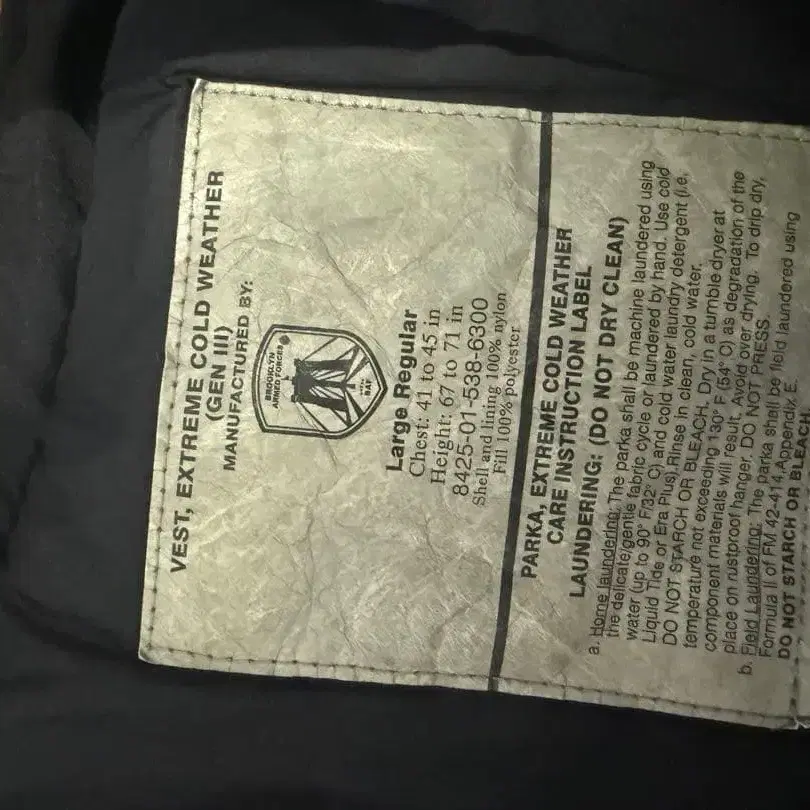 VEST, EXTREME COLD WEATHER
(GEN III)
MANUFACTURED BY:
BROOKLYN
ARMED FORCES
WITH
BAF
Large Regular
Chest: 41 to 45 in
Height: 67 to 71 in
8425-01-538-6300
Shell and lining 100% nylon
Fill 100% polyester
PARKA, EXTREME COLD WEATHER
CARE INSTRUCTION LABEL
LAUNDERING: (DO NOT DRY CLEAN)
a. Home laundering: The parka shall be machine laundered using
the delicate/gentle fabric cycle or laundered by hand. Use cold
water (up to 90° F/32° C) and cold water laundry detergent (i.e,
Liquid Tide or Era Plus).Rinse in clean, cold water.
DO NOT STARCH OR BLEACH. Dry in a tumble dryer at
temperature not exceeding 130° F (54° C) as degradation of the
component materials will result, Avoid over drying. To drip dry,
place on rustproof hanger. DO NOT PRESS.
b. Field Laundering: The parka shall be field laundered using
Formula II of FM 42-414,Appendix E.
DO NOT STARCH OR BLEACH